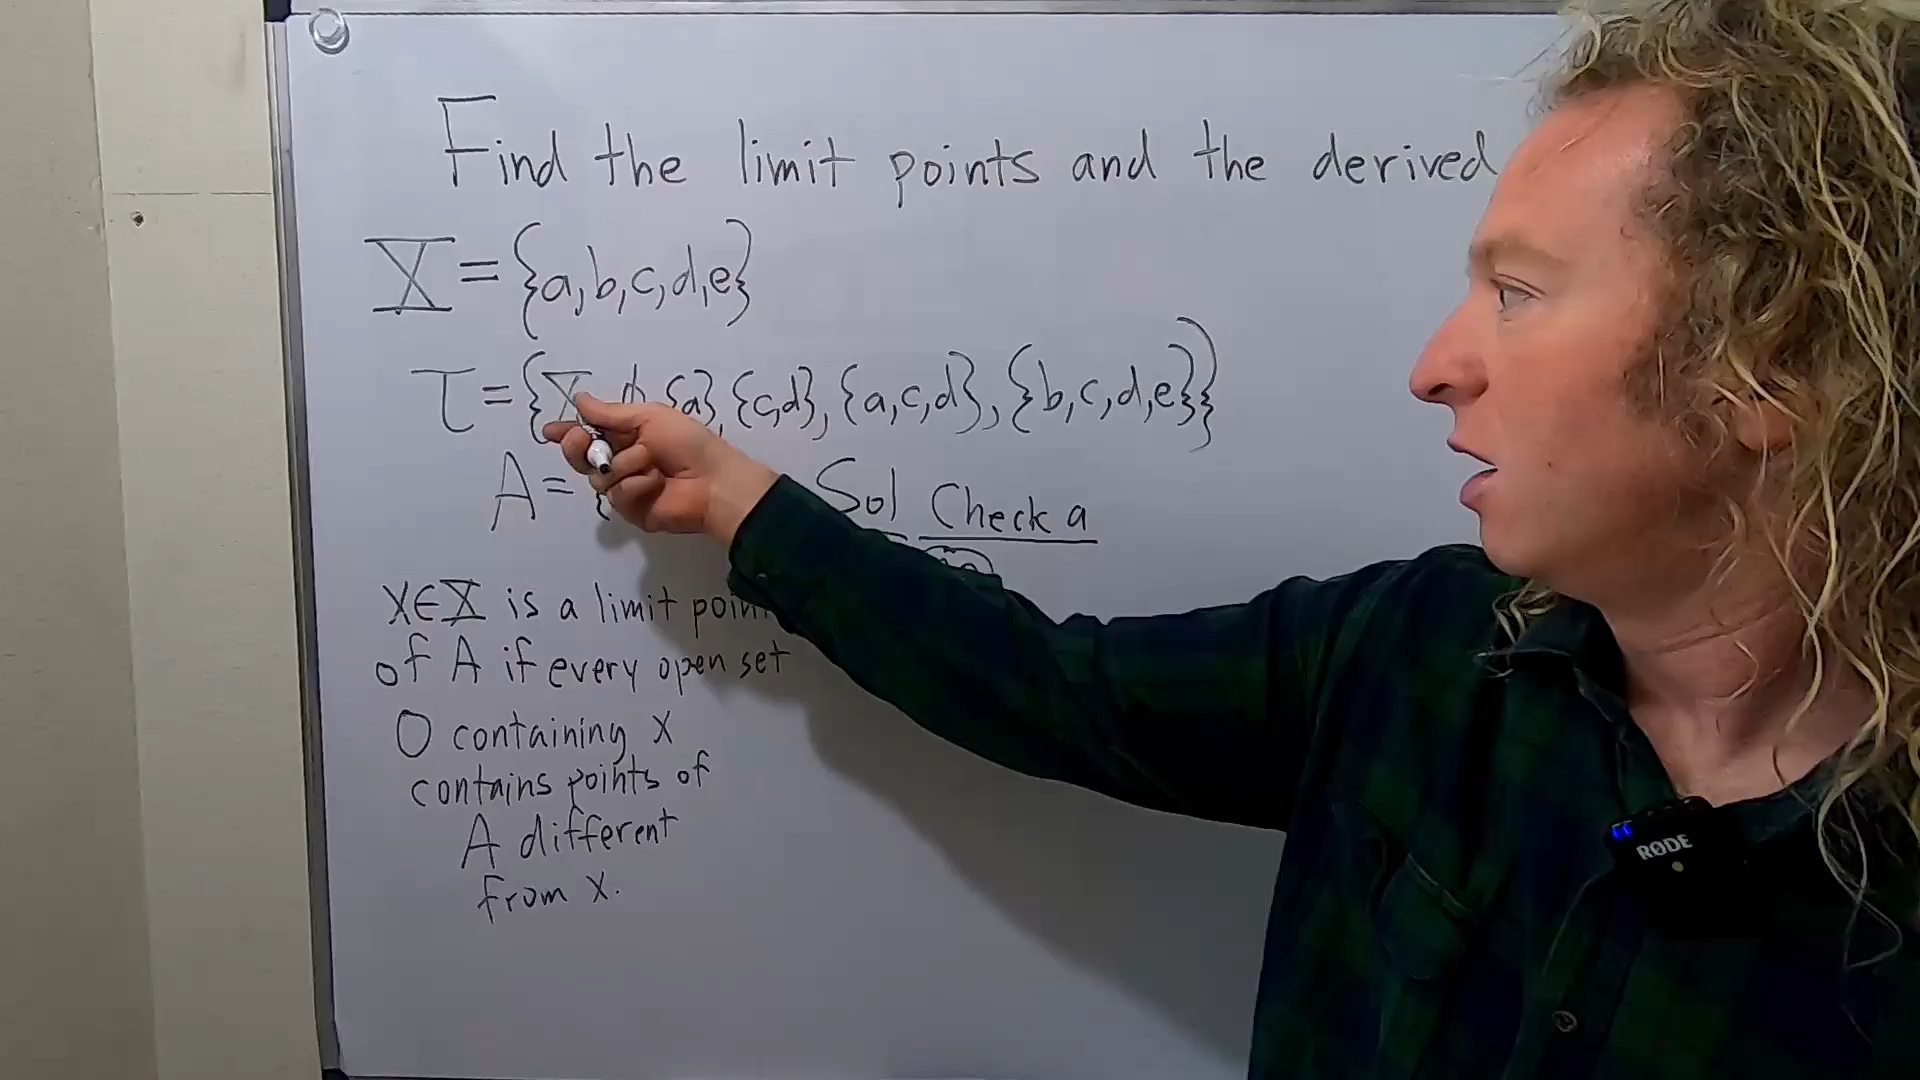 Find the limit points and the derived
X = {a,b,c,d,e}
τ = {X, ϕ, {a}, {c,d}, {a,c,d}, {b,c,d,e}}
A = {
Sol Check a
x∈X is a limit point
of A if every open set
O containing x
contains points of
A different
from x.
RØDE